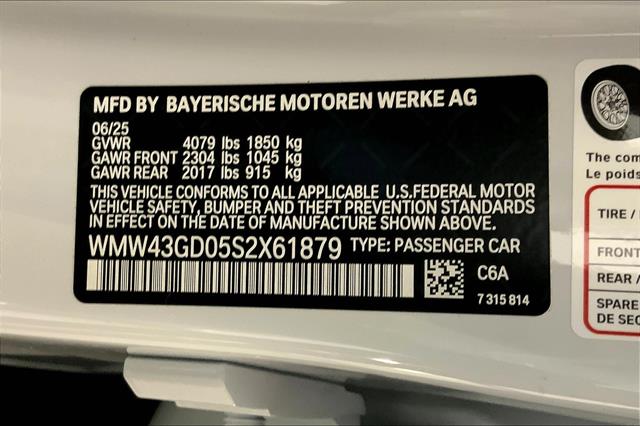 MFD BY BAYERISCHE MOTOREN WERKE AG
06/25
GVWR 4079 lbs 1850 kg
GAWR FRONT 2304 lbs 1045 kg
GAWR REAR 2017 lbs 915 kg
THIS VEHICLE CONFORMS TO ALL APPLICABLE U.S.FEDERAL MOTOR
VEHICLE SAFETY, BUMPER AND THEFT PREVENTION STANDARDS
IN EFFECT ON THE DATE OF MANUFACTURE SHOWN ABOVE.
WMW43GD05S2X61879 TYPE: PASSENGER CAR
C6A
7 315 814
The com
Le poids
TIRE /
FRONT
REAR /
SPARE
DE SEC